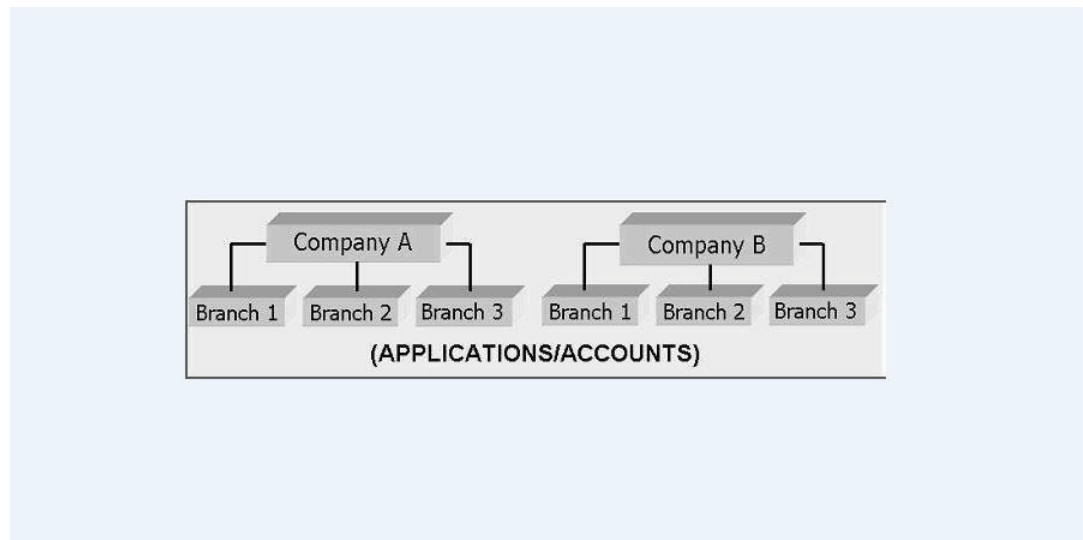 Company A
Company B
Branch 1 Branch 2 Branch 3 Branch 1 Branch 2 Branch 3
(APPLICATIONS/ACCOUNTS)